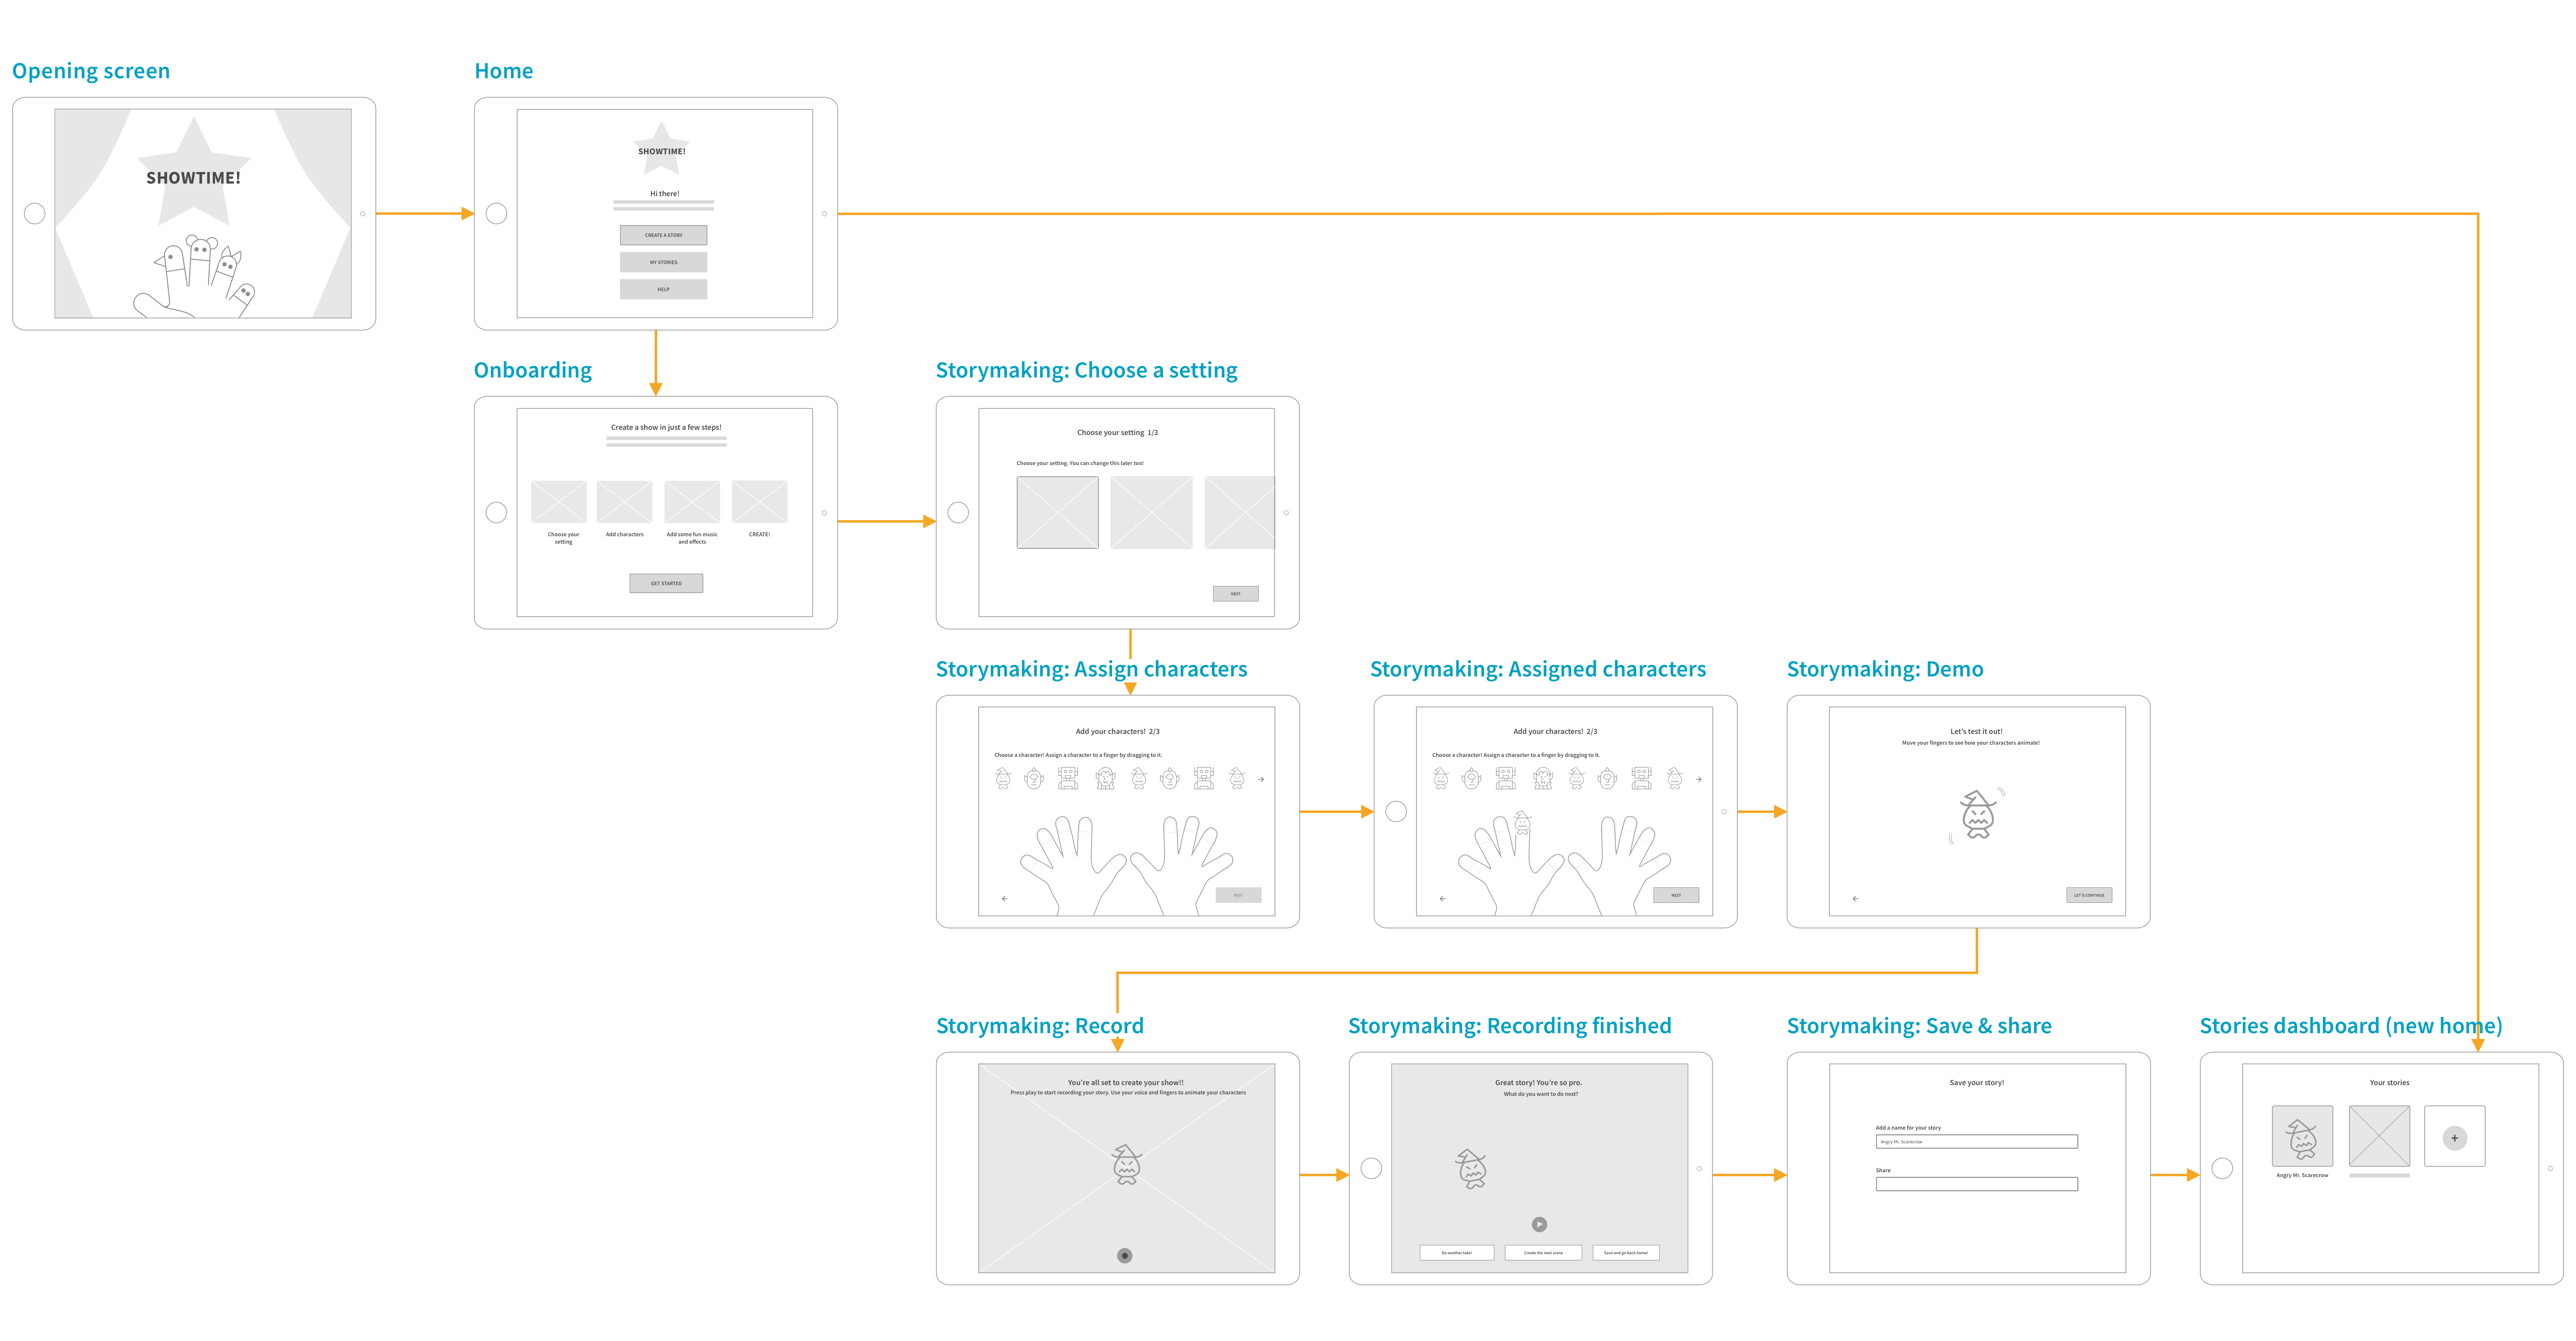 Opening screen
SHOWTIME!
Home
SHOWTIME!
Hi there!
CREATE A STORY
MY STORIES
HELP
Onboarding
Create a show in just a few steps!
Choose your
setting
Add characters
Add some fun music
and effects
CREATE!
GET STARTED
Storymaking: Choose a setting
Choose your setting 1/3
Choose your setting. You can change this later too!
NEXT
Storymaking: Assign characters
Add your characters! 2/3
Choose a character! Assign a character to a finger by dragging to it.
NEXT
Storymaking: Assigned characters
Add your characters! 2/3
Choose a character! Assign a character to a finger by dragging to it.
NEXT
Storymaking: Demo
Let's test it out!
Move your fingers to see how your characters animate!
LET'S CONTINUE
Storymaking: Record
You're all set to create your show!!
Press play to start recording your story. Use your voice and fingers to animate your characters
Storymaking: Recording finished
Great story! You're so pro.
What do you want to do next?
Do another take!
Create the next scene
Save and go back home!
Storymaking: Save & share
Save your story!
Add a name for your story
Angry Mr. Scarecrow
Share
Stories dashboard (new home)
Your stories
+
Angry Mr. Scarecrow